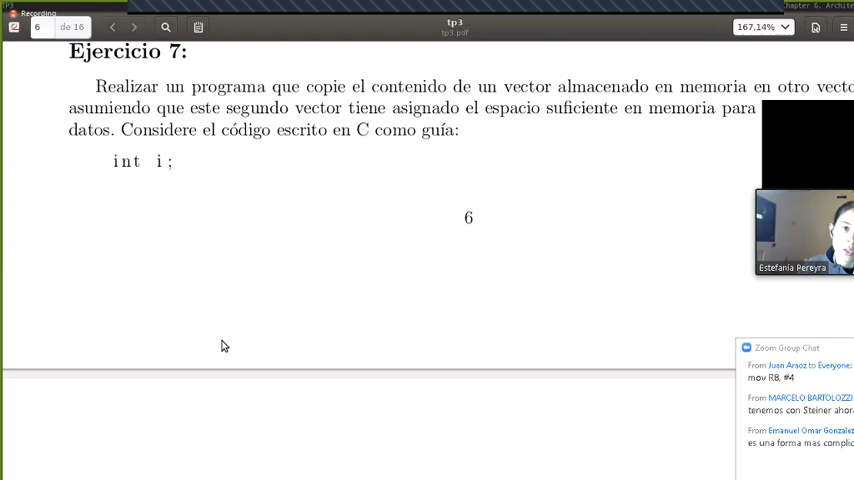 TP3
Recording
Chapter 6. Archite
6
de 16
tp3
tp3.pdf
167,14%
Ejercicio 7:
Realizar un programa que copie el contenido de un vector almacenado en memoria en otro vecto
asumiendo que este segundo vector tiene asignado el espacio suficiente en memoria para
datos. Considere el código escrito en C como guía:
int i;
6
Estefanía Pereyra
Zoom Group Chat
From Juan Araoz to Everyone:
mov R8, #4
From MARCELO BARTOLOZZI
tenemos con Steiner ahora
From Emanuel Omar Gonzalez
es una forma mas complic